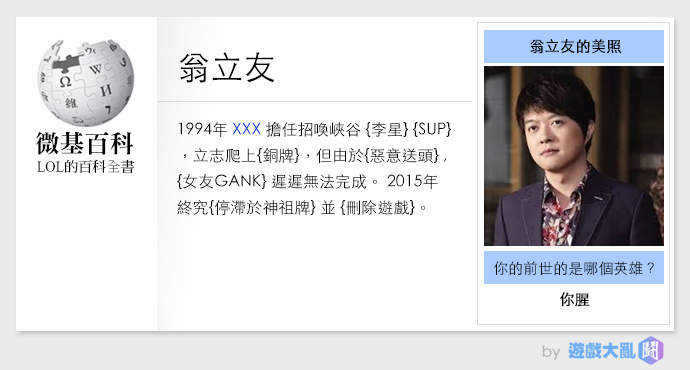 微基百科
LOL的百科全書
翁立友
1994年 XXX 擔任招喚峽谷 {李星} {SUP}
，立志爬上{銅牌}，但由於{惡意送頭} ,
{女友GANK} 遲遲無法完成。 2015年
終究{停滯於神祖牌} 並 {刪除遊戲}。
翁立友的美照
你的前世的是哪個英雄？
你腥
by 遊戲大亂鬪